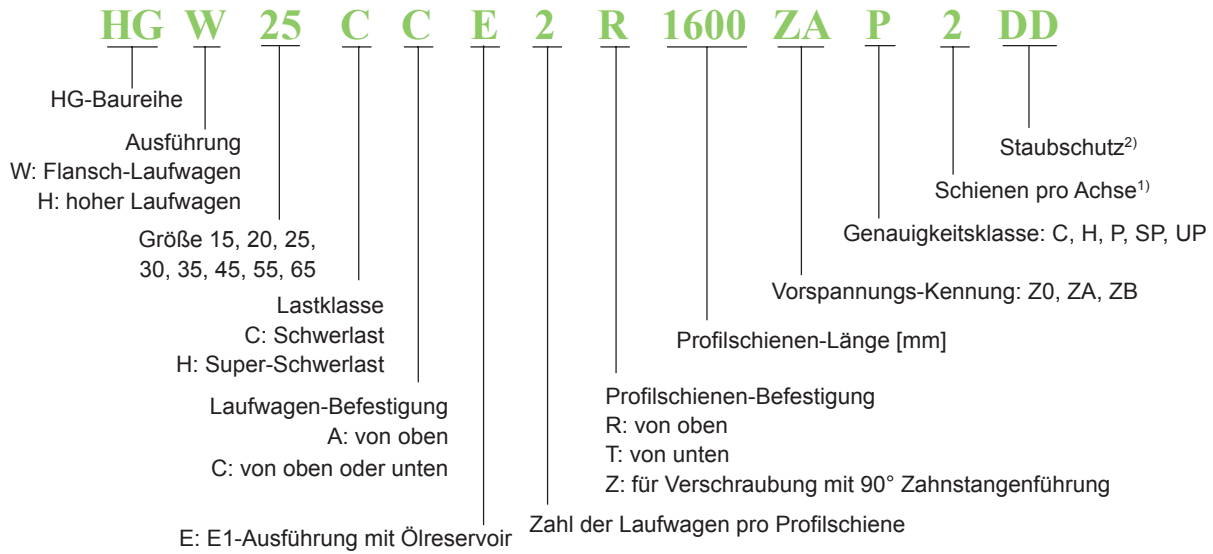 HG W 25 C C E 2 R 1600 ZA P 2 DD
HG-Baureihe
Ausführung
W: Flansch-Laufwagen
H: hoher Laufwagen
Größe 15, 20, 25,
30, 35, 45, 55, 65
Lastklasse
C: Schwerlast
H: Super-Schwerlast
Laufwagen-Befestigung
A: von oben
C: von oben oder unten
E: E1-Ausführung mit Ölreservoir
Zahl der Laufwagen pro Profilschiene
Profilschienen-Befestigung
R: von oben
T: von unten
Z: für Verschraubung mit 90° Zahnstangenführung
Profilschienen-Länge [mm]
Vorspannungs-Kennung: Z0, ZA, ZB
Genauigkeitsklasse: C, H, P, SP, UP
Schienen pro Achse1)
Staubschutz2)